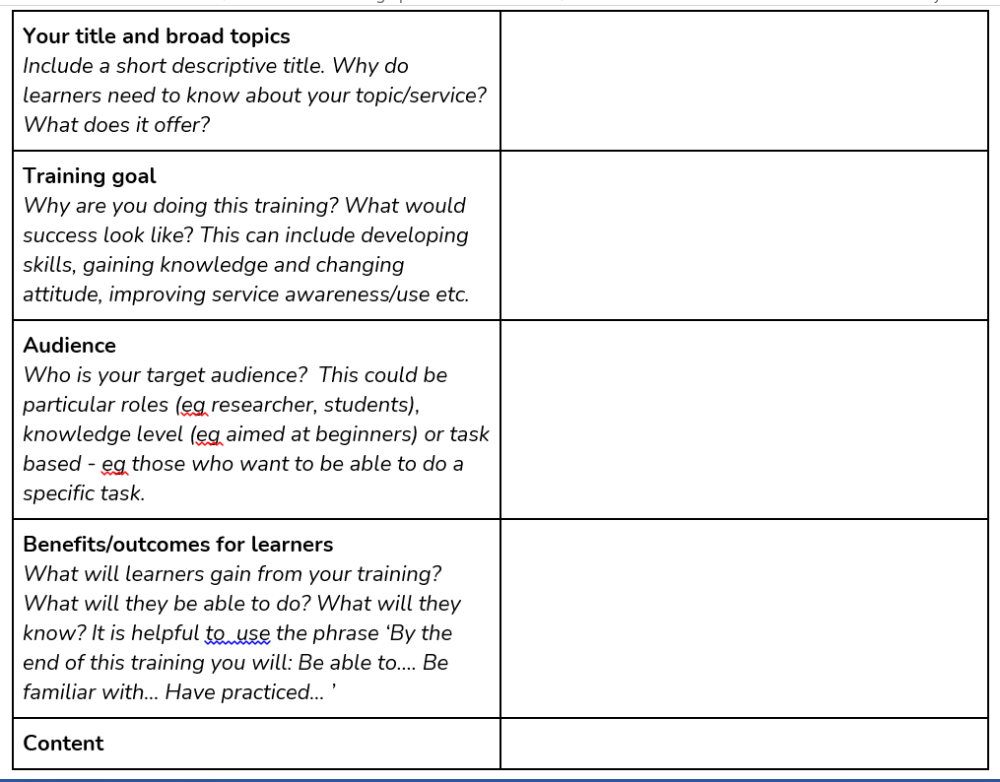 Your title and broad topics
Include a short descriptive title. Why do
learners need to know about your topic/service?
What does it offer?
Training goal
Why are you doing this training? What would
success look like? This can include developing
skills, gaining knowledge and changing
attitude, improving service awareness/use etc.
Audience
Who is your target audience?  This could be
particular roles (eg researcher, students),
knowledge level (eg aimed at beginners) or task
based - eg those who want to be able to do a
specific task.
Benefits/outcomes for learners
What will learners gain from your training?
What will they be able to do? What will they
know? It is helpful to  use the phrase ‘By the
end of this training you will: Be able to.... Be
familiar with... Have practiced... ’
Content